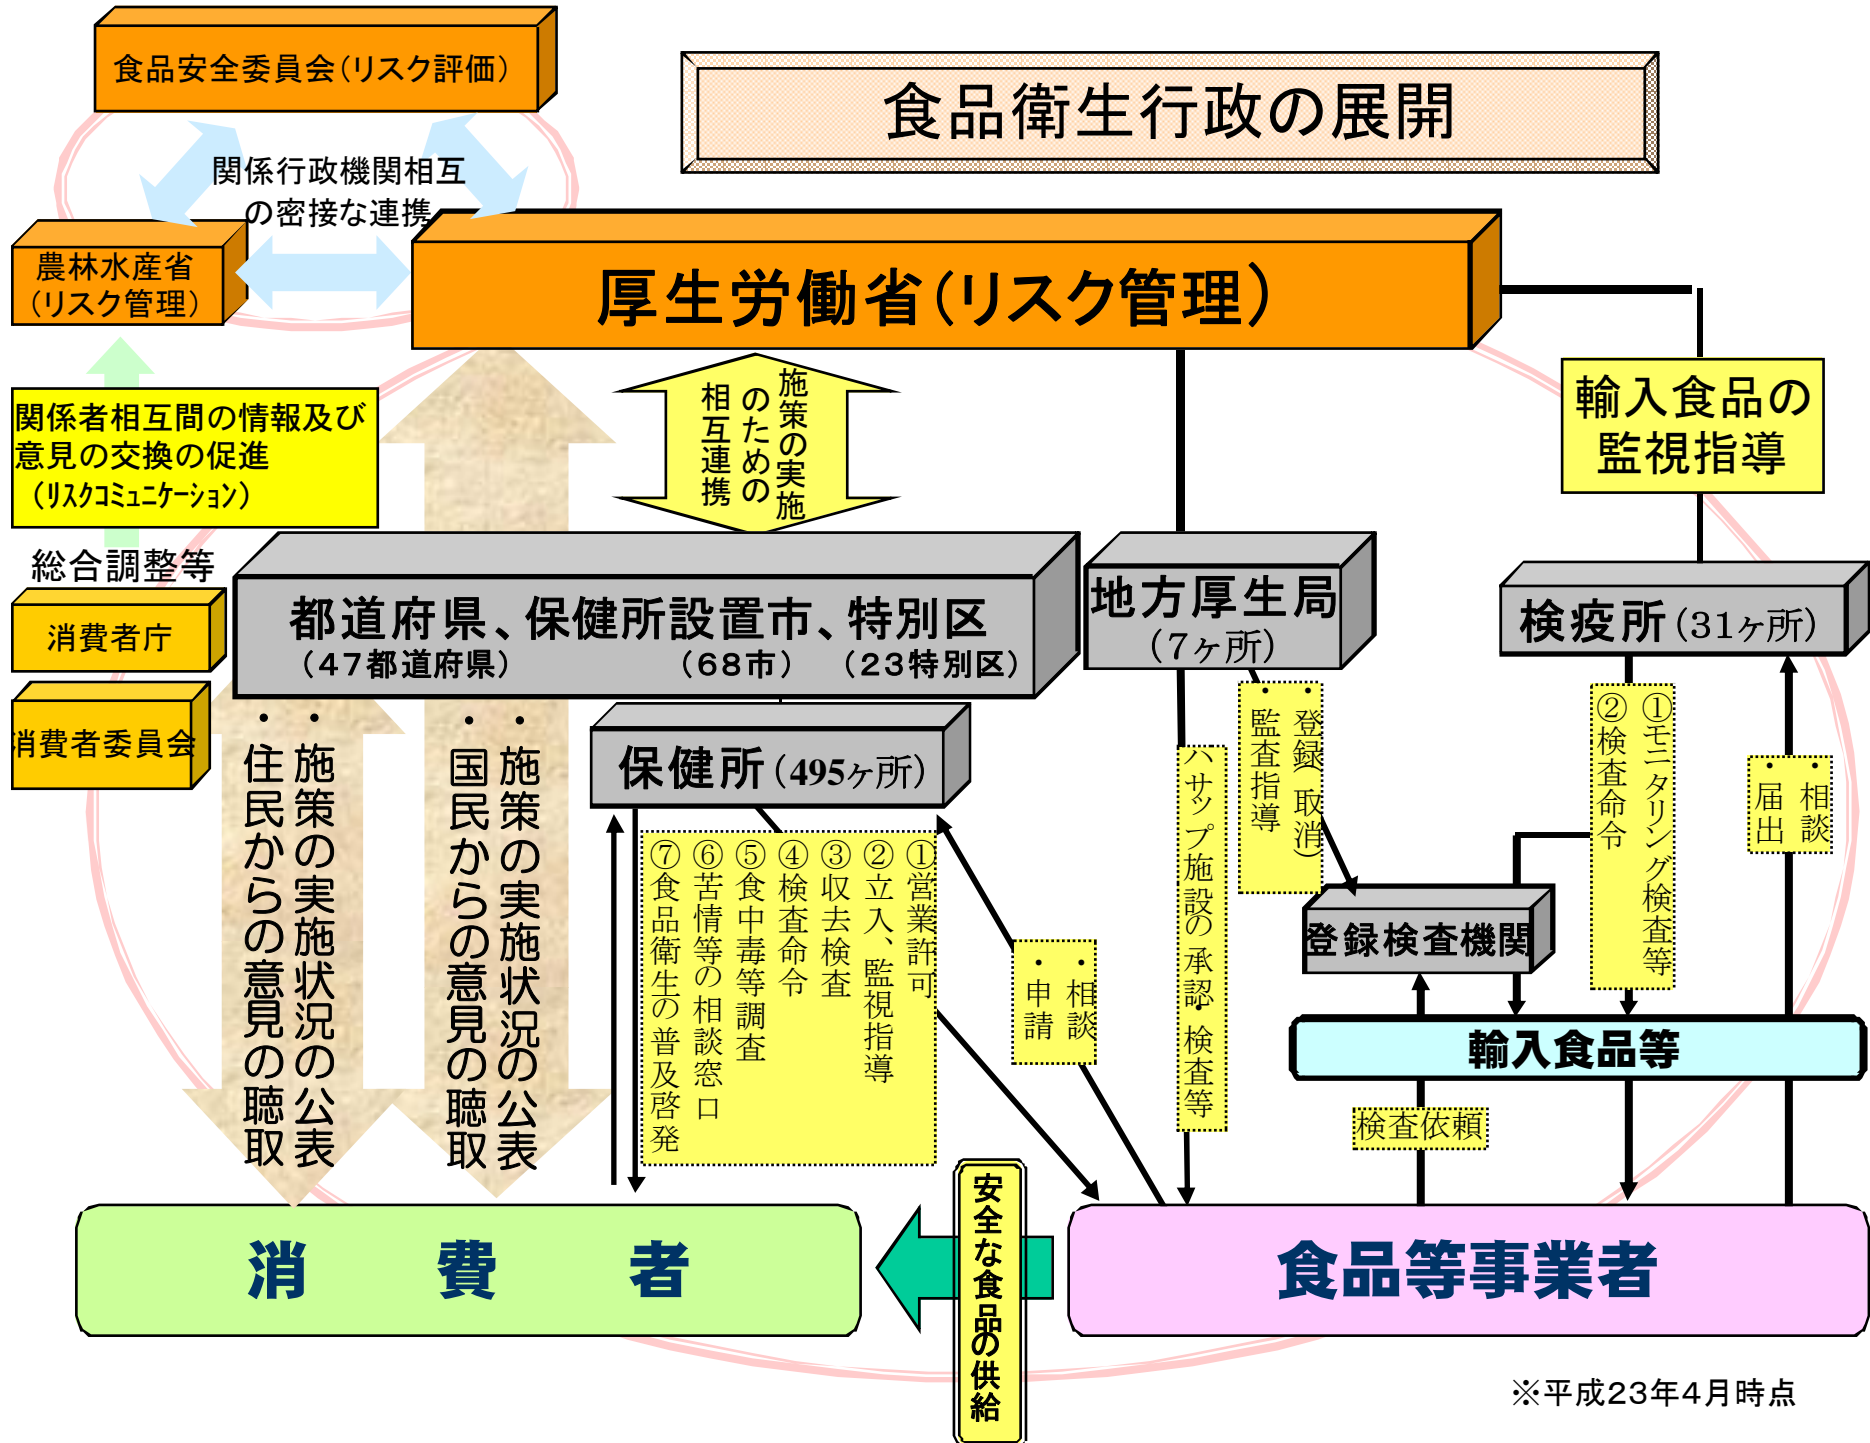 食品安全委員会（リスク評価）
食品衛生行政の展開
関係行政機関相互
の密接な連携
農林水産省
（リスク管理）
厚生労働省（リスク管理）
関係者相互間の情報及び
意見の交換の促進
（リスクコミュニケーション）
施策の実施
のための
相互連携
輸入食品の
監視指導
総合調整等
消費者庁
消費者委員会
都道府県、保健所設置市、特別区
（４７都道府県）
（６８市）
（２３特別区）
地方厚生局
（7ヶ所）
検疫所（31ヶ所）
保健所（495ヶ所）
・施策の実施状況の公表
・住民からの意見の聴取
・施策の実施状況の公表
・国民からの意見の聴取
①営業許可
②立入、監視指導
③収去検査
④検査命令
⑤食中毒等調査
⑥苦情等の相談窓口
⑦食品衛生の普及啓発
・相談
・申請
ハサップ施設の承認・検査等
・登録（取消）
・監査指導
①モニタリング検査等
②検査命令
・相談
・届出
登録検査機関
輸入食品等
検査依頼
安全な食品の供給
消費者
食品等事業者
※平成２３年４月時点